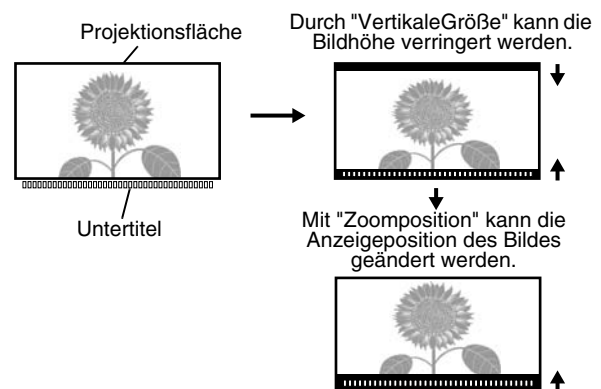 Projektionsfläche
Untertitel
Durch "VertikaleGröße" kann die
Bildhöhe verringert werden.
Mit "Zoomposition" kann die
Anzeigeposition des Bildes
geändert werden.